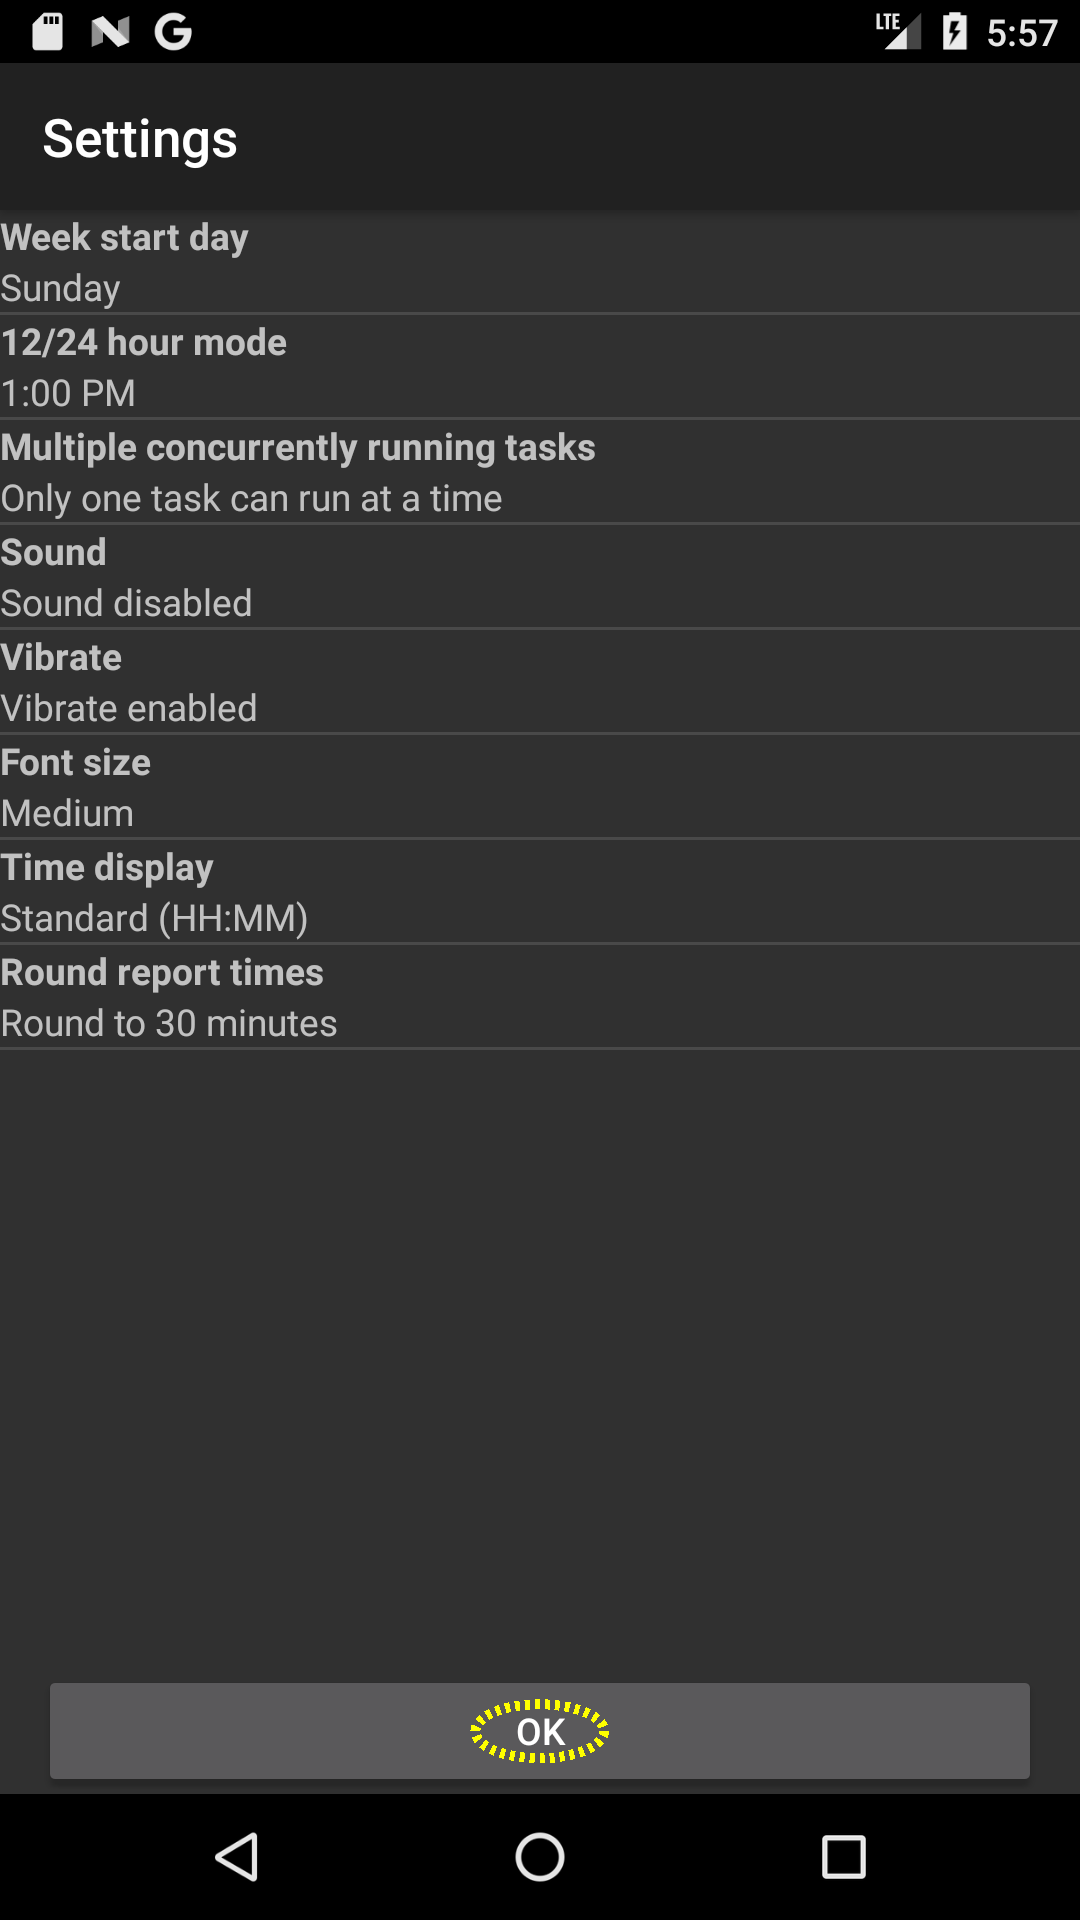 LTE 5:57
Settings
Week start day
Sunday
12/24 hour mode
1:00 PM
Multiple concurrently running tasks
Only one task can run at a time
Sound
Sound disabled
Vibrate
Vibrate enabled
Font size
Medium
Time display
Standard (HH:MM)
Round report times
Round to 30 minutes
OK